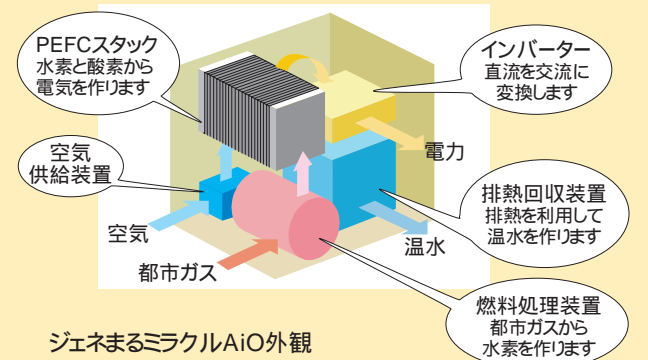 PEFCスタック
水素と酸素から
電気を作ります
インバーター
直流を交流に
変換します
空気
供給装置
電力
排熱回収装置
排熱を利用して
温水を作ります
空気
温水
都市ガス
燃料処理装置
都市ガスから
水素を作ります
ジェネまるミラクルAiO外観